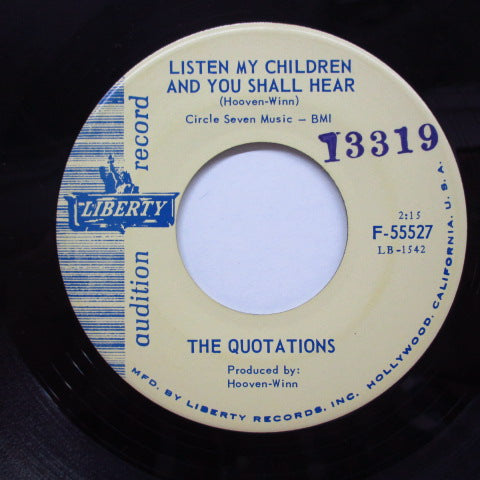 LISTEN MY CHILDREN
AND YOU SHALL HEAR
(Hooven-Winn)
Circle Seven Music - BMI
13319
audition record
LIBERTY
2:15
F-55527
LB-1542
THE QUOTATIONS
Produced by:
Hooven-Winn
MFD. BY LIBERTY RECORDS, INC. HOLLYWOOD, CALIFORNIA, U.S.A.